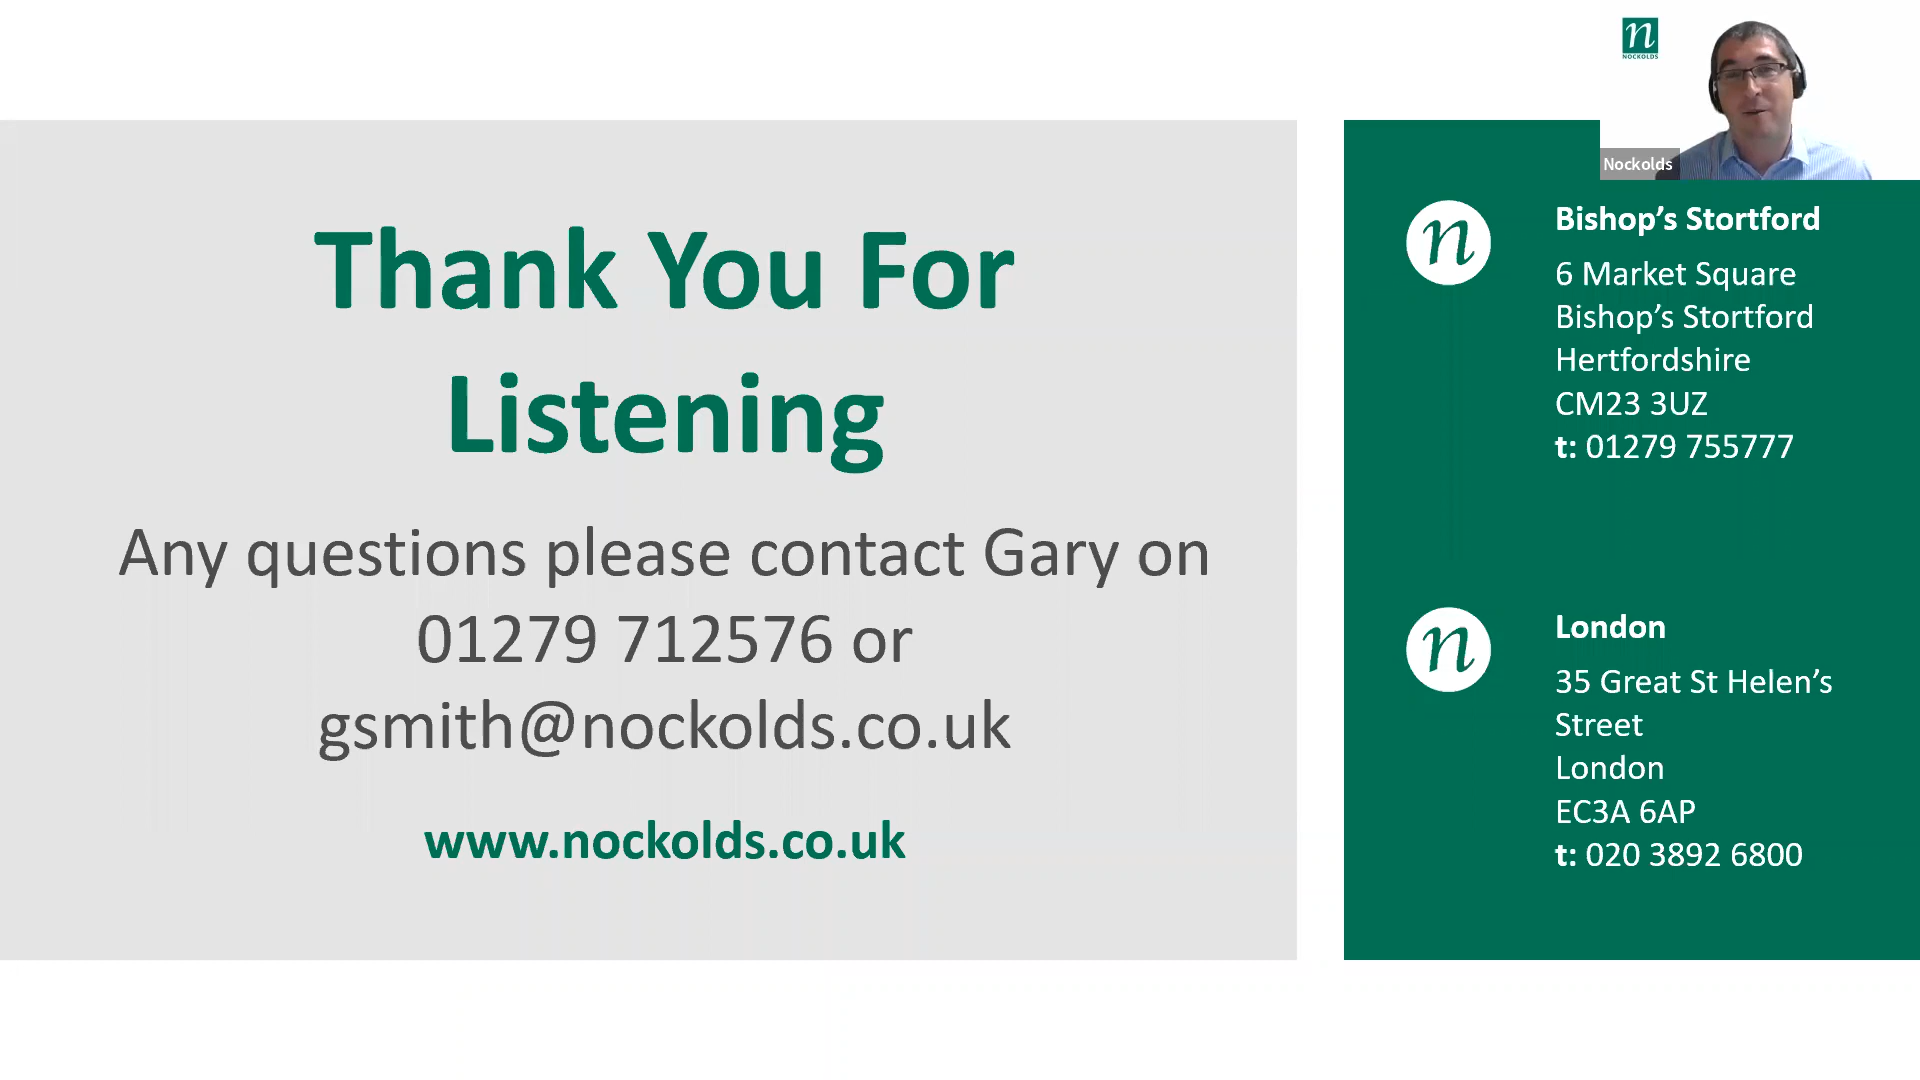 Thank You For
Listening
Any questions please contact Gary on
01279 712576 or
gsmith@nockolds.co.uk
www.nockolds.co.uk
n
NOCKOLDS
Nockolds
n
Bishop’s Stortford
6 Market Square
Bishop’s Stortford
Hertfordshire
CM23 3UZ
t: 01279 755777
n
London
35 Great St Helen’s
Street
London
EC3A 6AP
t: 020 3892 6800